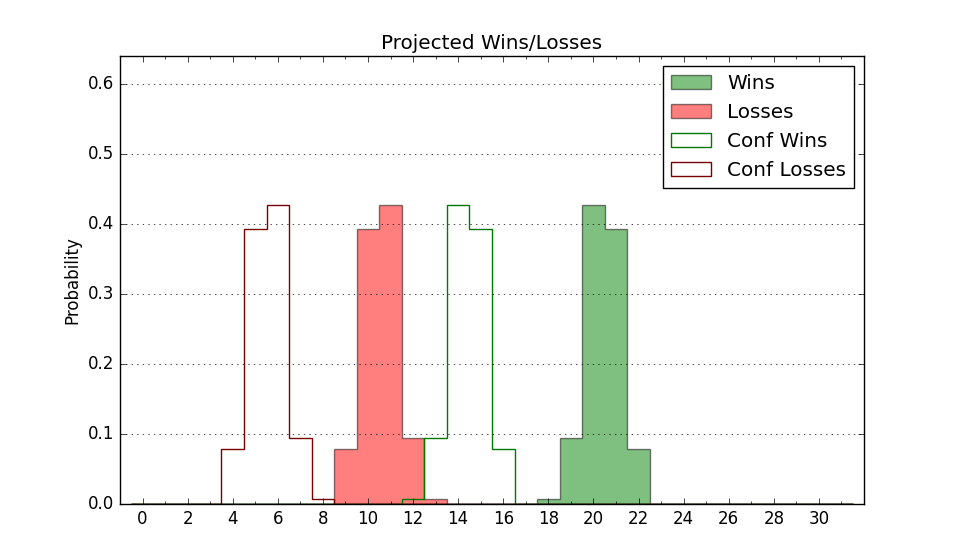 Projected Wins/Losses
Probability
0.6
0.5
0.4
0.3
0.2
0.1
0.0
0 2 4 6 8 10 12 14 16 18 20 22 24 26 28 30
Wins
Losses
Conf Wins
Conf Losses